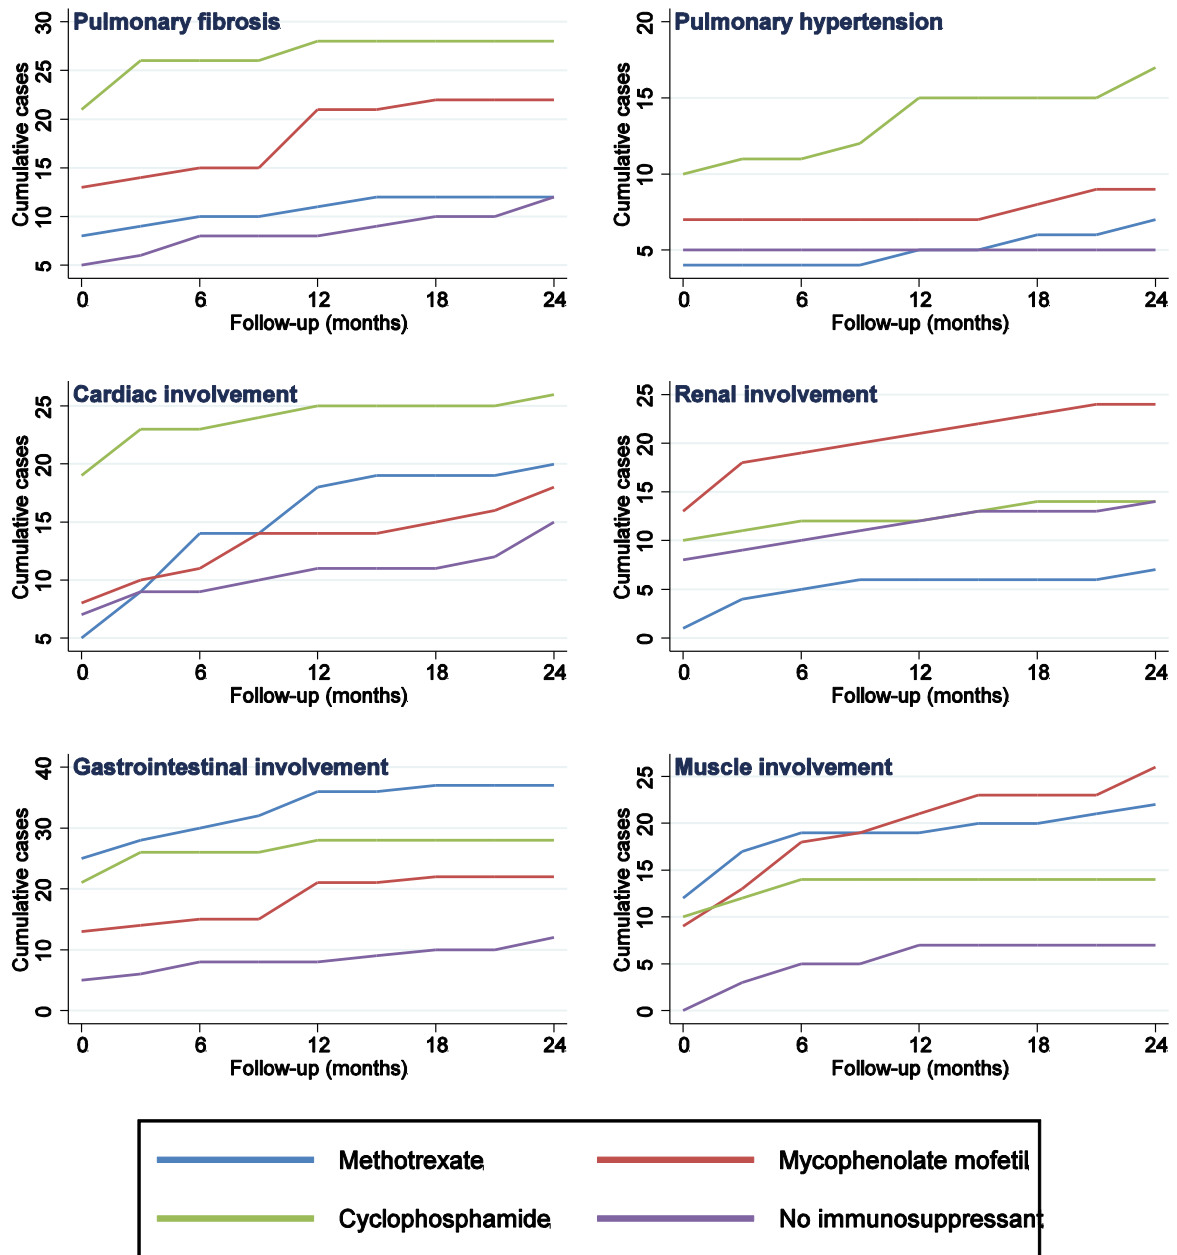 Pulmonary fibrosis
Cumulative cases
30
25
20
15
10
5
0 6 12 18 24
Follow-up (months)
Pulmonary hypertension
Cumulative cases
20
15
10
5
0 6 12 18 24
Follow-up (months)
Cardiac involvement
Cumulative cases
25
20
15
10
5
0 6 12 18 24
Follow-up (months)
Renal involvement
Cumulative cases
25
20
15
10
5
0
0 6 12 18 24
Follow-up (months)
Gastrointestinal involvement
Cumulative cases
40
30
20
10
0
0 6 12 18 24
Follow-up (months)
Muscle involvement
Cumulative cases
25
20
15
10
5
0
0 6 12 18 24
Follow-up (months)
Methotrexate Mycophenolate mofetil
Cyclophosphamide No immunosuppressant